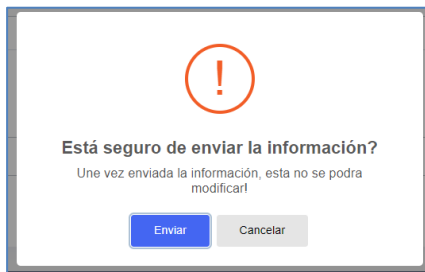 Está seguro de enviar la información?
Une vez enviada la información, esta no se podra
modificar!
Enviar
Cancelar